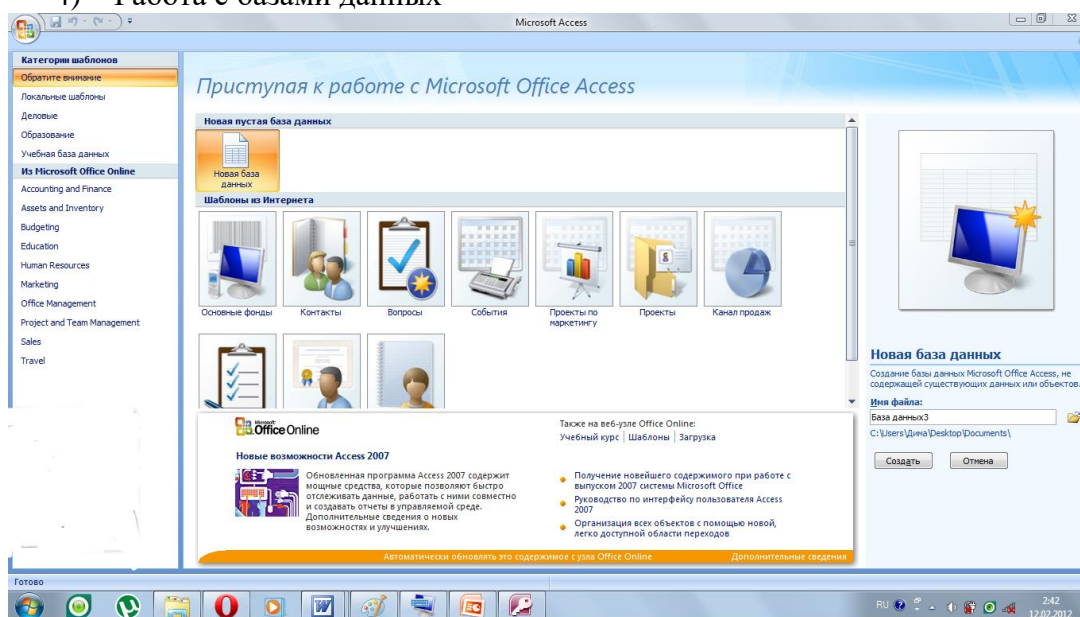 4) Работа с базами данных
Microsoft Access
Категории шаблонов
Обратите внимание
Локальные шаблоны
Деловые
Образование
Учебная база данных
Из Microsoft Office Online
Accounting and Finance
Assets and Inventory
Budgeting
Education
Human Resources
Marketing
Office Management
Project and Team Management
Sales
Travel
Приступая к работе с Microsoft Office Access
Новая пустая база данных
Новая база
данных
Шаблоны из Интернета
Основные фонды
Контакты
Вопросы
События
Проекты по
маркетингу
Проекты
Канал продаж
Microsoft
Office Online
Новые возможности Access 2007
Обновленная программа Access 2007 содержит
мощные средства, которые позволяют быстро
отслеживать данные, работать с ними совместно
и создавать отчеты в управляемой среде.
Дополнительные сведения о новых
возможностях и улучшениях.
Также на веб-узле Office Online:
Учебный курс | Шаблоны | Загрузка
Получение новейшего содержимого при работе с
выпуском 2007 системы Microsoft Office
Руководство по интерфейсу пользователя Access
2007
Организация всех объектов с помощью новой,
легко доступной области переходов
Автоматически обновлять это содержимое с узла Office Online
Дополнительные сведения
Новая база данных
Создание базы данных Microsoft Office Access, не
содержащей существующих данных или объектов.
Имя файла:
База данных3
C:\Users\Дина\Desktop\Documents\
Создать
Отмена
Готово
RU
2:42
12.02.2012